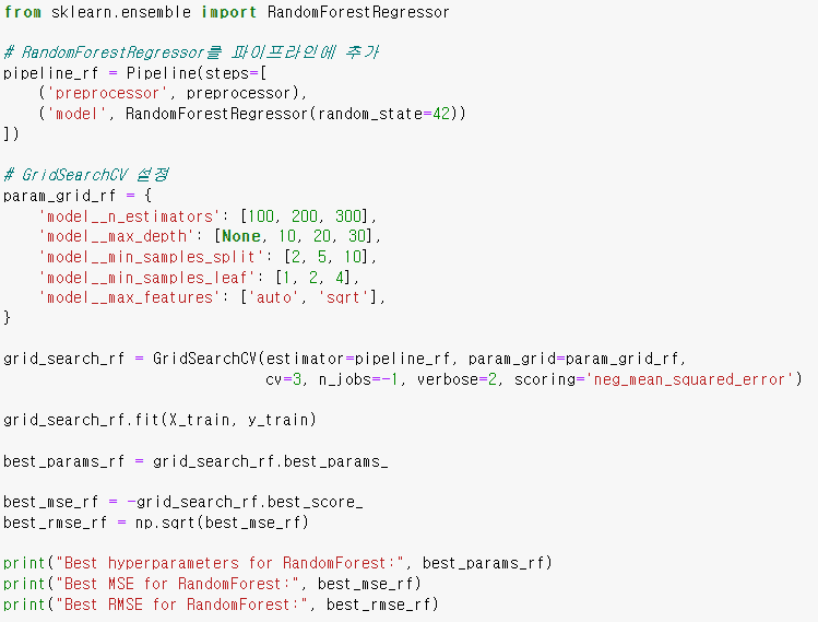 from sklearn.ensemble import RandomForestRegressor
# RandomForestRegressor를 파이프라인에 추가
pipeline_rf = Pipeline(steps=[
    ('preprocessor', preprocessor),
    ('model', RandomForestRegressor(random_state=42))
])
# GridSearchCV 설정
param_grid_rf = {
    'model__n_estimators': [100, 200, 300],
    'model__max_depth': [None, 10, 20, 30],
    'model__min_samples_split': [2, 5, 10],
    'model__min_samples_leaf': [1, 2, 4],
    'model__max_features': ['auto', 'sqrt'],
}
grid_search_rf = GridSearchCV(estimator=pipeline_rf, param_grid=param_grid_rf,
                              cv=3, n_jobs=-1, verbose=2, scoring='neg_mean_squared_error')
grid_search_rf.fit(X_train, y_train)
best_params_rf = grid_search_rf.best_params_
best_mse_rf = -grid_search_rf.best_score_
best_rmse_rf = np.sqrt(best_mse_rf)
print("Best hyperparameters for RandomForest:", best_params_rf)
print("Best MSE for RandomForest:", best_mse_rf)
print("Best RMSE for RandomForest:", best_rmse_rf)